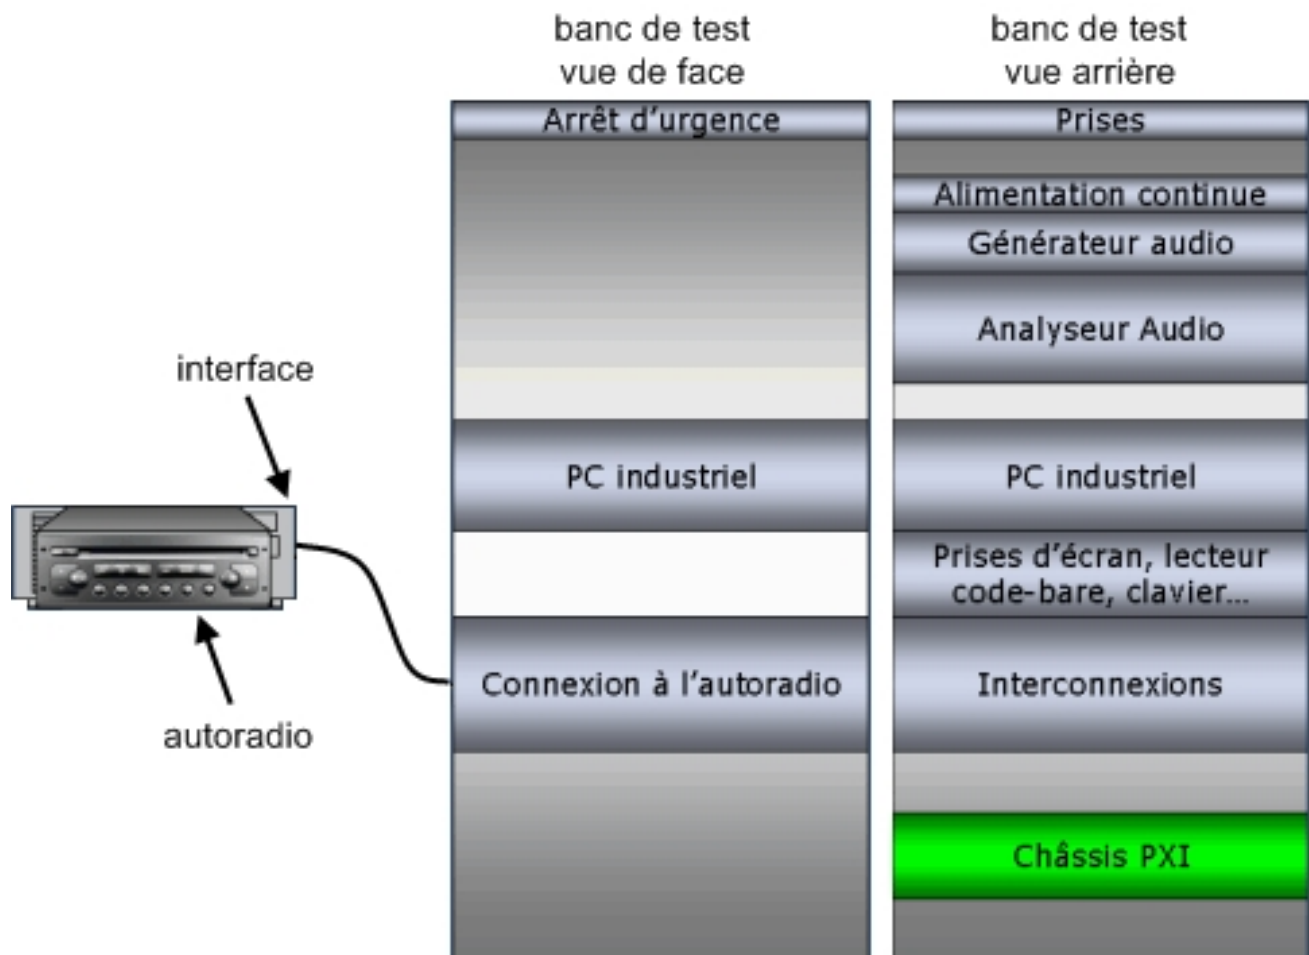 banc de test
vue de face
banc de test
vue arrière
Arrêt d'urgence
Prises
Alimentation continue
Générateur audio
Analyseur Audio
interface
PC industriel
PC industriel
Prises d'écran, lecteur
code-bare, clavier...
Connexion à l'autoradio
Interconnexions
autoradio
Châssis PXI